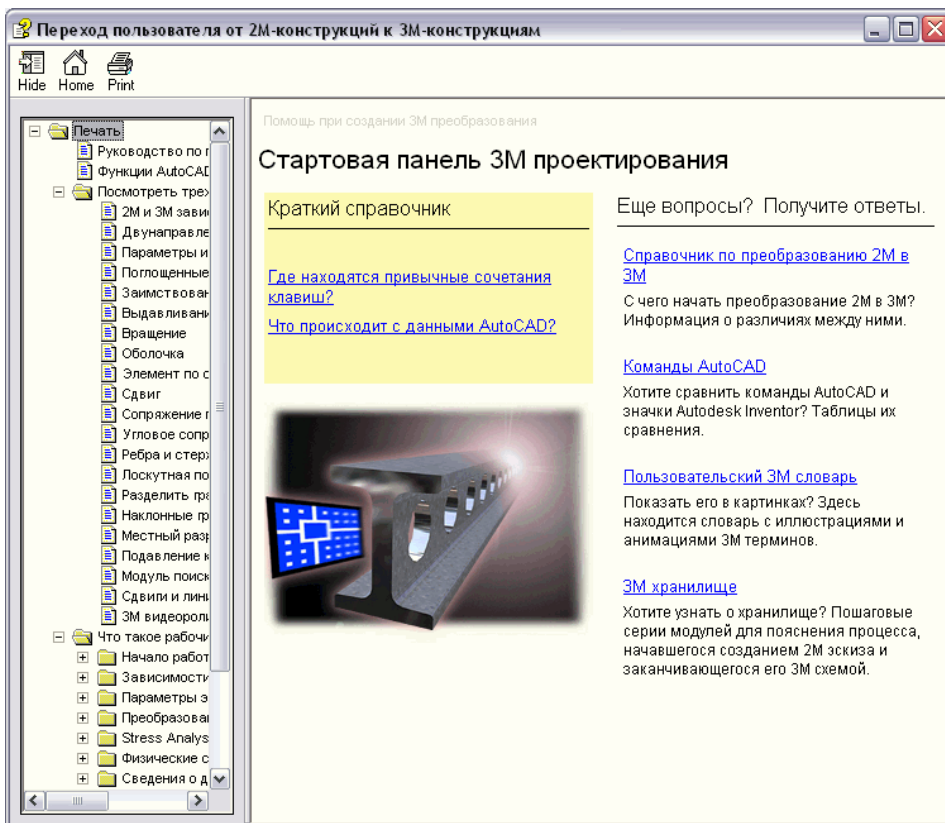 Переход пользователя от 2М-конструкций к 3М-конструкциям
Hide Home Print
Печать
Руководство по г
Функции AutoCAD
Посмотреть трех
2М и 3М зави
Двунаправле
Параметры и
Поглощенные
Заимствован
Выдавливани
Вращение
Оболочка
Элемент по с
Сдвиг
Сопряжение г
Угловое сопр
Ребра и стерж
Лоскутная по
Разделить гра
Наклонные гр
Местный разр
Подавление к
Модуль поиск
Сдвиги и лини
3М видеороли
Что такое рабочи
Начало работ
Зависимости
Параметры э
Преобразова
Stress Analys
Физические с
Сведения о д
Помощь при создании 3М преобразования
Стартовая панель 3М проектирования
Краткий справочник
Где находятся привычные сочетания
клавиш?
Что происходит с данными AutoCAD?
Еще вопросы? Получите ответы.
Справочник по преобразованию 2М в
3М
С чего начать преобразование 2М в 3М?
Информация о различиях между ними.
Команды AutoCAD
Хотите сравнить команды AutoCAD и
значки Autodesk Inventor? Таблицы их
сравнения.
Пользовательский 3М словарь
Показать его в картинках? Здесь
находится словарь с иллюстрациями и
анимациями 3М терминов.
3М хранилище
Хотите узнать о хранилище? Пошаговые
серии модулей для пояснения процесса,
начавшегося созданием 2М эскиза и
заканчивающегося его 3М схемой.